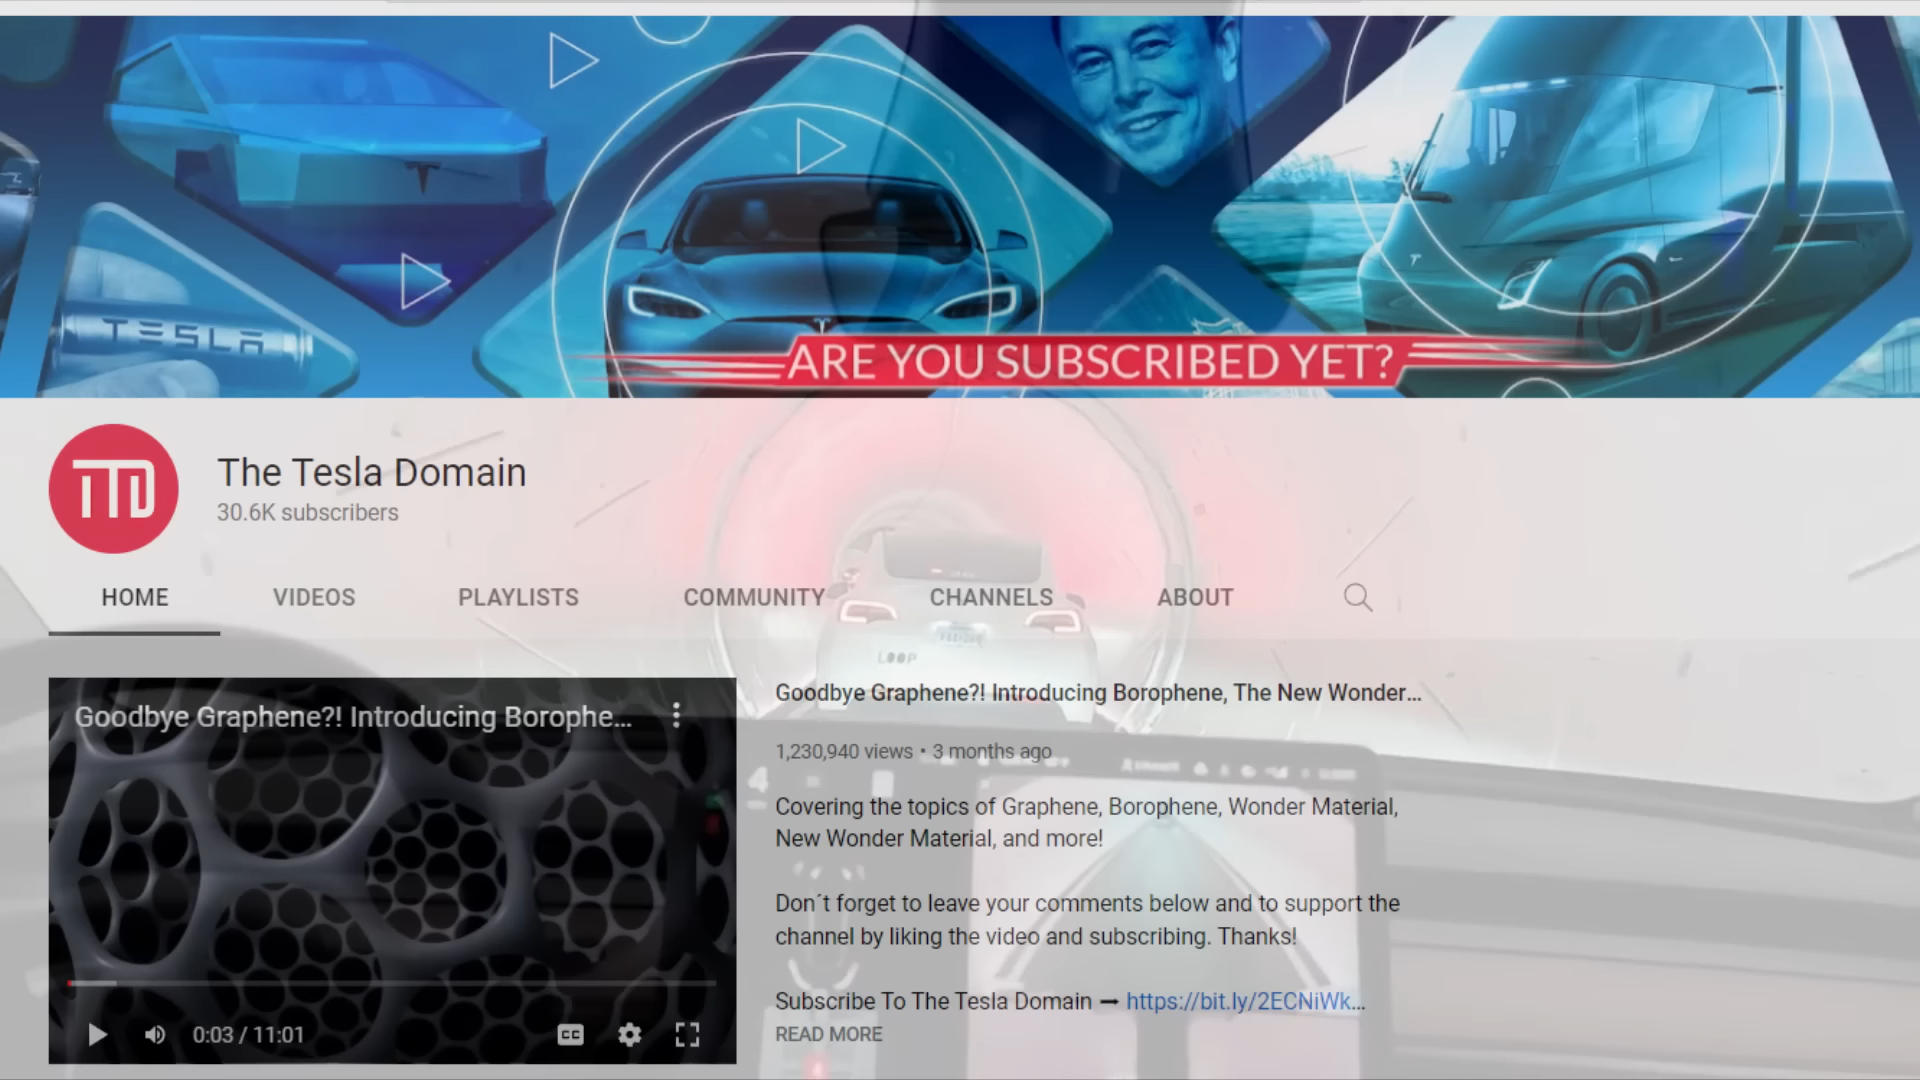 TESLA
ARE YOU SUBSCRIBED YET?
TTD
The Tesla Domain
30.6K subscribers
HOME VIDEOS PLAYLISTS COMMUNITY CHANNELS ABOUT
LOOP
Goodbye Graphene?! Introducing Borophe...
Goodbye Graphene?! Introducing Borophene, The New Wonder...
1,230,940 views • 3 months ago
4
Covering the topics of Graphene, Borophene, Wonder Material,
New Wonder Material, and more!
Don´t forget to leave your comments below and to support the
channel by liking the video and subscribing. Thanks!
Subscribe To The Tesla Domain ➞ https://bit.ly/2ECNiWk...
READ MORE
0:03 / 11:01
CC